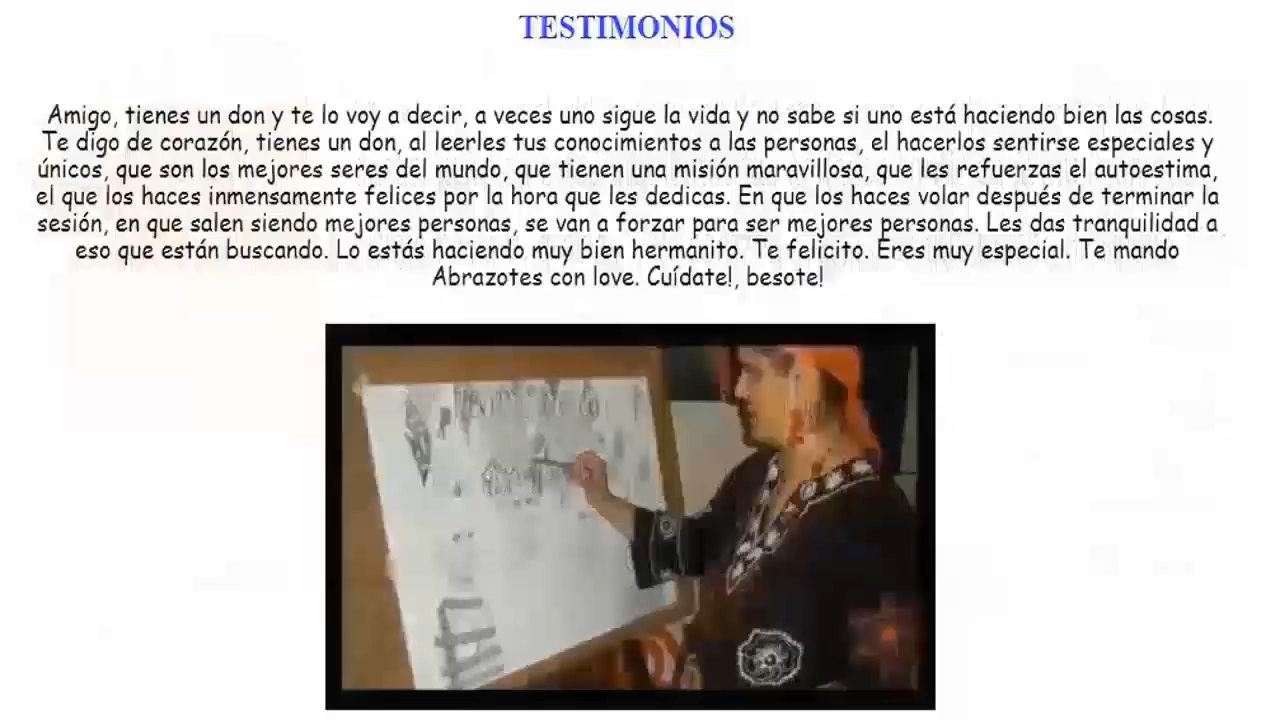 TESTIMONIOS
Amigo, tienes un don y te lo voy a decir, a veces uno sigue la vida y no sabe si uno está haciendo bien las cosas.
Te digo de corazón, tienes un don, al leerles tus conocimientos a las personas, el hacerlos sentirse especiales y
únicos, que son los mejores seres del mundo, que tienen una misión maravillosa, que les refuerzas el autoestima,
el que los haces inmensamente felices por la hora que les dedicas. En que los haces volar después de terminar la
sesión, en que salen siendo mejores personas, se van a forzar para ser mejores personas. Les das tranquilidad a
eso que están buscando. Lo estás haciendo muy bien hermanito. Te felicito. Eres muy especial. Te mando
Abrazotes con love. Cuídate!, besote!